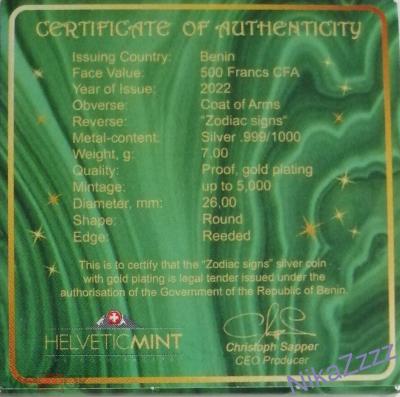 CERTIFICATE OF AUTHENTICITY
Issuing Country: Benin
Face Value: 500 Francs CFA
Year of Issue: 2022
Obverse: Coat of Arms
Reverse: "Zodiac signs"
Metal-content: Silver .999/1000
Weight, g: 7,00
Quality: Proof, gold plating
Mintage: up to 5,000
Diameter, mm: 26,00
Shape: Round
Edge: Reeded
This is to certify that the "Zodiac signs" silver coin
with gold plating is legal tender issued under the
authorisation of the Government of the Republic of Benin.
HELVETICMINT
Christoph Sapper
CEO Producer
NikaZzzz